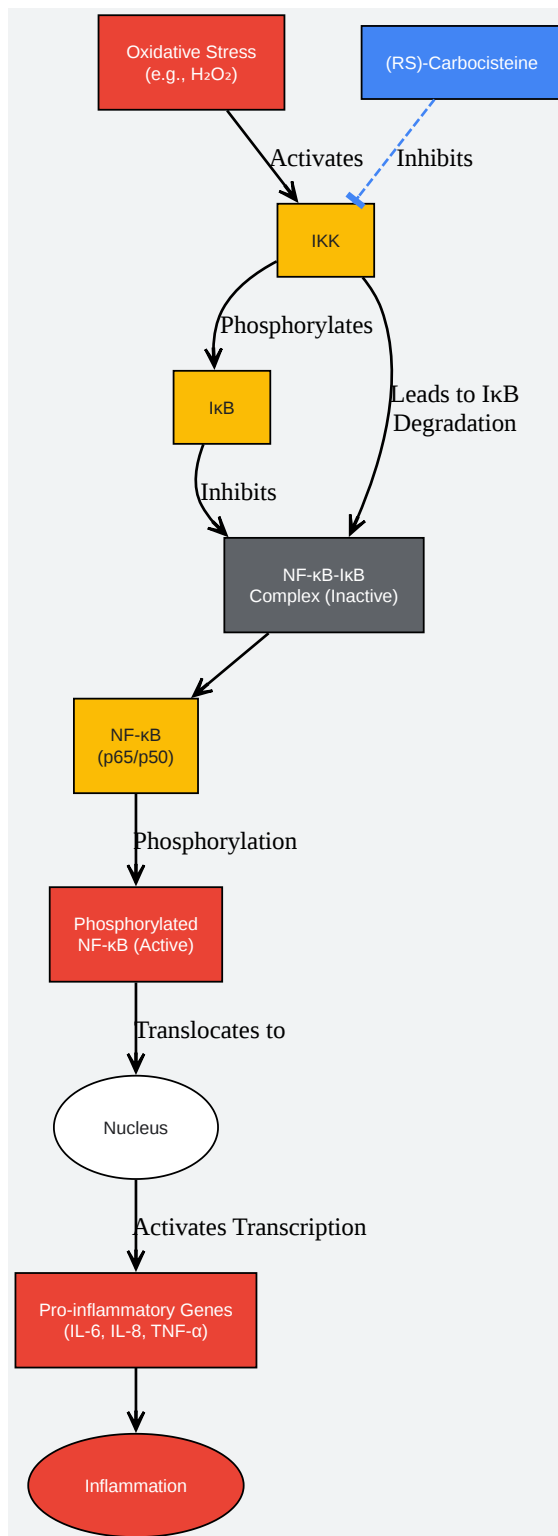 Oxidative Stress
(e.g., H₂O₂)
(RS)-Carbocisteine
Activates
Inhibits
IKK
Phosphorylates
Leads to IκB
Degradation
IκB
Inhibits
NF-κB-IκB
Complex (Inactive)
NF-κB
(p65/p50)
Phosphorylation
Phosphorylated
NF-κB (Active)
Translocates to
Nucleus
Activates Transcription
Pro-inflammatory Genes
(IL-6, IL-8, TNF-α)
Inflammation